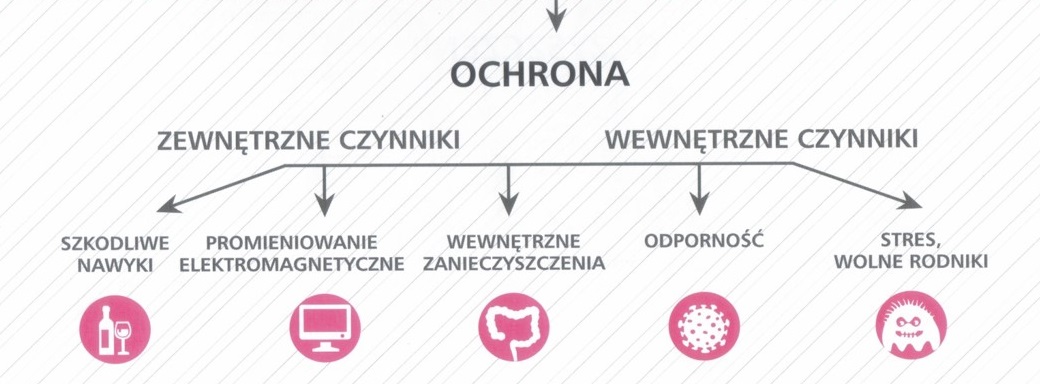 OCHRONA
ZEWNĘTRZNE CZYNNIKI
WEWNĘTRZNE CZYNNIKI
SZKODLIWE
NAWYKI
PROMIENIOWANIE
ELEKTROMAGNETYCZNE
WEWNĘTRZNE
ZANIECZYSZCZENIA
ODPORNOŚĆ
STRES,
WOLNE RODNIKI